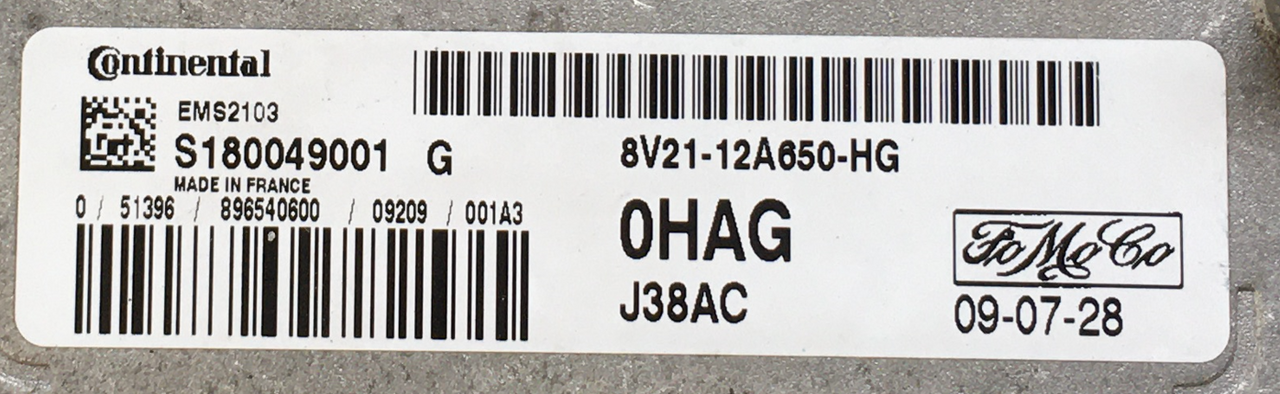 Continental
EMS2103
S180049001 G
MADE IN FRANCE
0 / 51396 / 896540600 / 09209 / 001A3
8V21-12A650-HG
0HAG
J38AC
FoMoCo
09-07-28